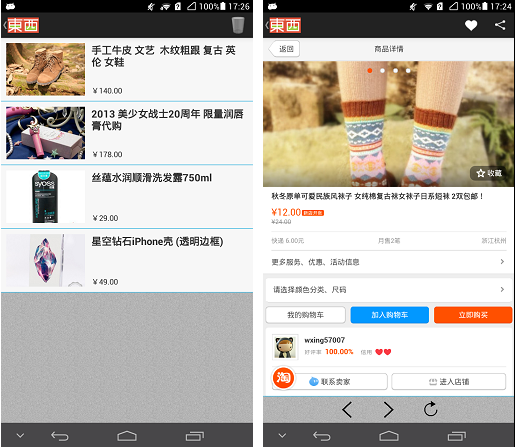 100% 17:26
東西
手工牛皮 文艺 木纹粗跟 复古 英
伦 女鞋
￥140.00
2013 美少女战士20周年 限量润唇
膏代购
￥178.00
syoss
丝蕴水润顺滑洗发露750ml
￥29.00
星空钻石iPhone壳 (透明边框)
￥49.00
100% 17:24
東西
返回
商品详情
收藏
秋冬原单可爱民族风袜子 女纯棉复古袜女袜子日系短袜 2双包邮！
￥12.00
￥24.00
快递 6.00元
月售2笔
浙江杭州
更多服务、优惠、活动信息
请选择颜色分类、尺码
我的购物车
加入购物车
立即购买
wxing57007
好评率 100.00% 信用
淘
联系卖家
进入店铺